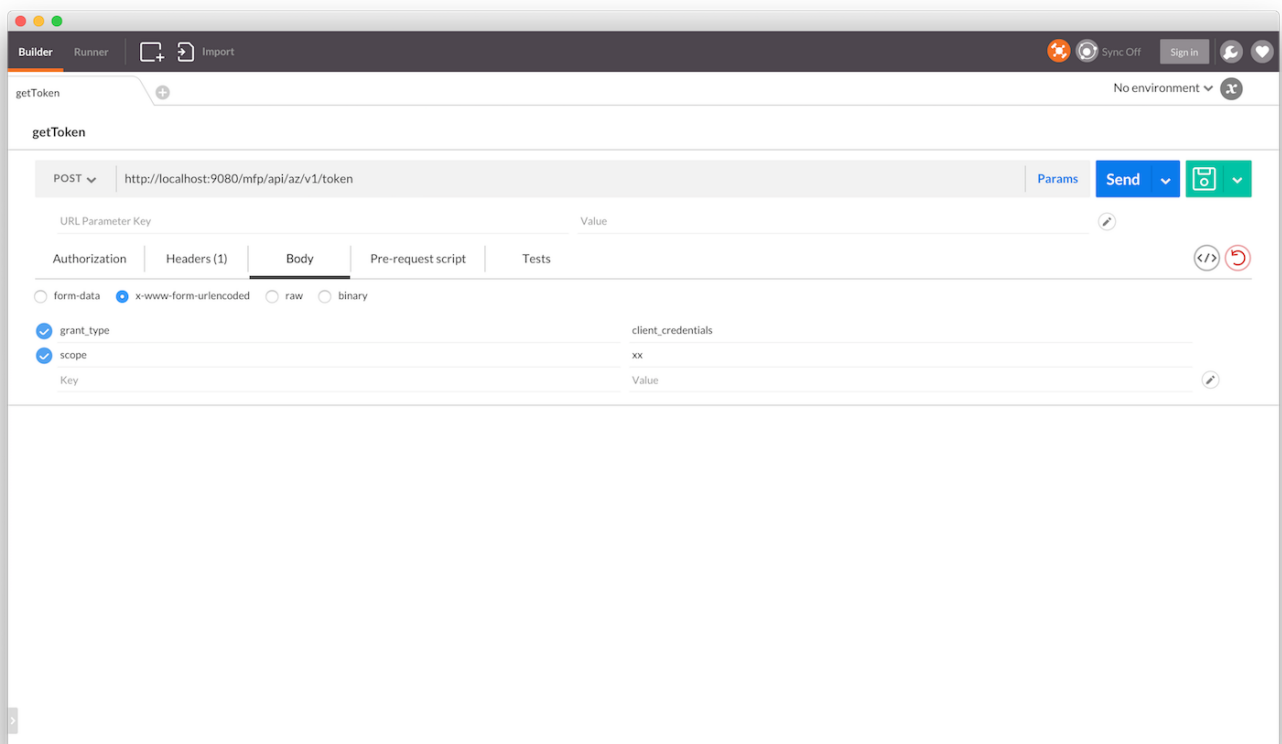 Builder Runner Import Sync Off Sign in
getToken No environment x
getToken
POST http://localhost:9080/mfp/api/az/v1/token Params Send
URL Parameter Key Value
Authorization Headers (1) Body Pre-request script Tests </>
form-data x-www-form-urlencoded raw binary
grant_type client_credentials
scope xx
Key Value